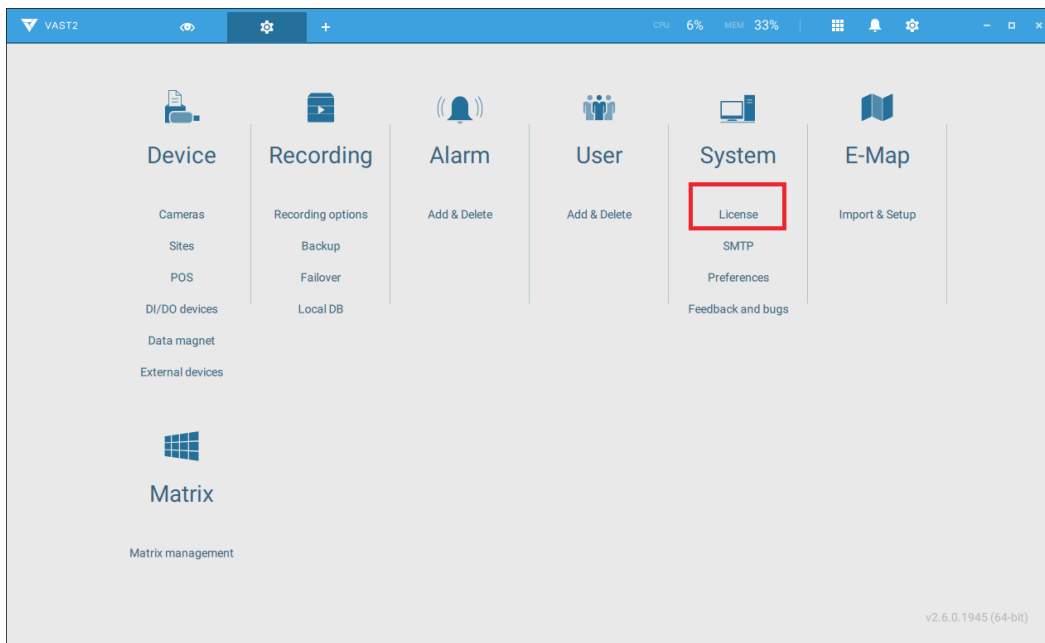 VAST2
CPU 6% MEM 33%
Device
Cameras
Sites
POS
DI/DO devices
Data magnet
External devices
Recording
Recording options
Backup
Failover
Local DB
Alarm
Add & Delete
User
Add & Delete
System
License
SMTP
Preferences
Feedback and bugs
E-Map
Import & Setup
Matrix
Matrix management
v2.6.0.1945 (64-bit)